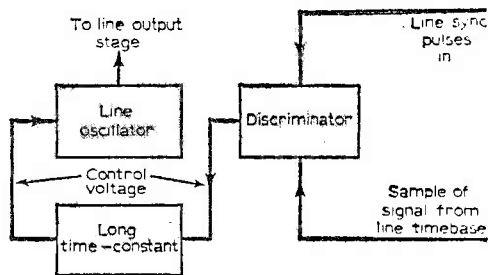 To line output
stage
Line sync
pulses
in
Line
oscillator
Discriminator
Control
voltage
Long
time-constant
Sample of
signal from
line timebase